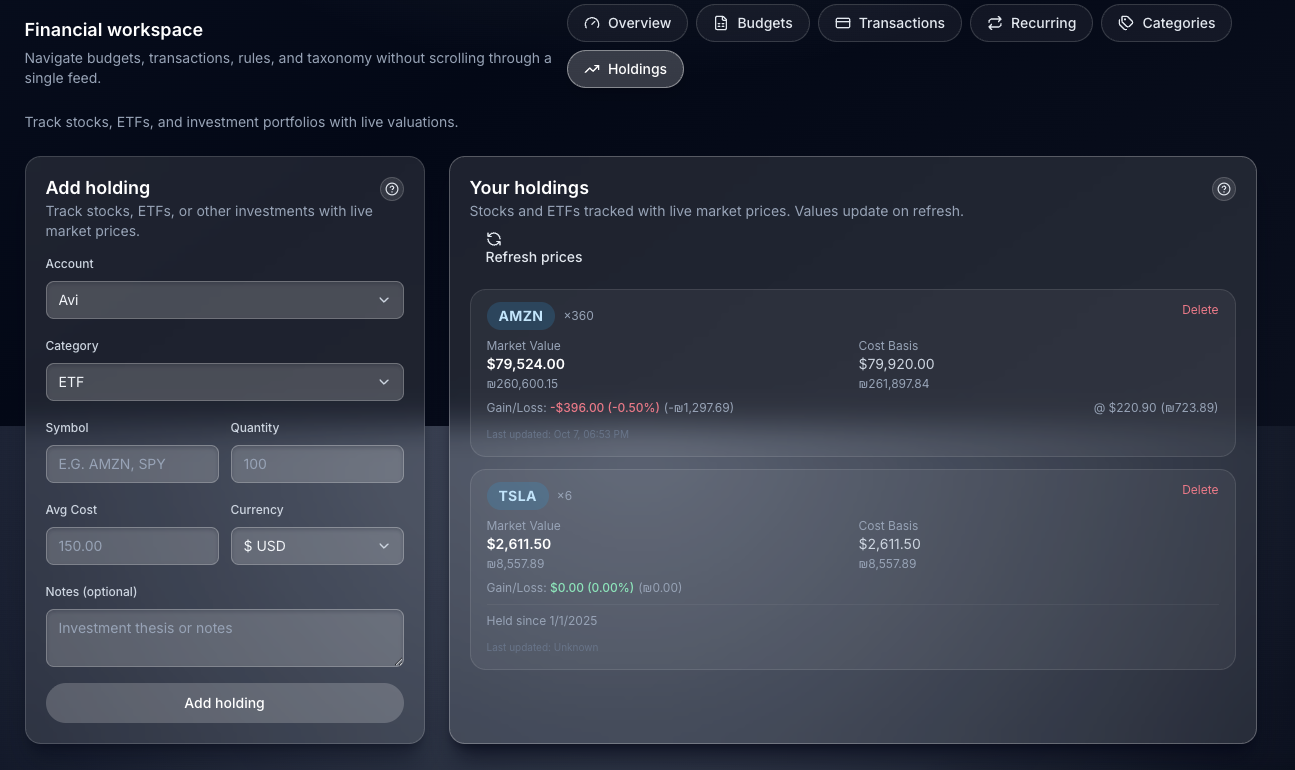 Financial workspace
Navigate budgets, transactions, rules, and taxonomy without scrolling through a
single feed.
Overview
Budgets
Transactions
Recurring
Categories
Holdings
Track stocks, ETFs, and investment portfolios with live valuations.
Add holding
Track stocks, ETFs, or other investments with live
market prices.
Account
Avi
Category
ETF
Symbol
Quantity
E.G. AMZN, SPY
100
Avg Cost
Currency
150.00
$ USD
Notes (optional)
Investment thesis or notes
Add holding
Your holdings
Stocks and ETFs tracked with live market prices. Values update on refresh.
Refresh prices
AMZN ×360
Delete
Market Value
Cost Basis
$79,524.00
$79,920.00
₪260,600.15
₪261,897.84
Gain/Loss: -$396.00 (-0.50%) (-₪1,297.69)
@ $220.90 (₪723.89)
Last updated: Oct 7, 06:53 PM
TSLA ×6
Delete
Market Value
Cost Basis
$2,611.50
$2,611.50
₪8,557.89
₪8,557.89
Gain/Loss: $0.00 (0.00%) (₪0.00)
Held since 1/1/2025
Last updated: Unknown